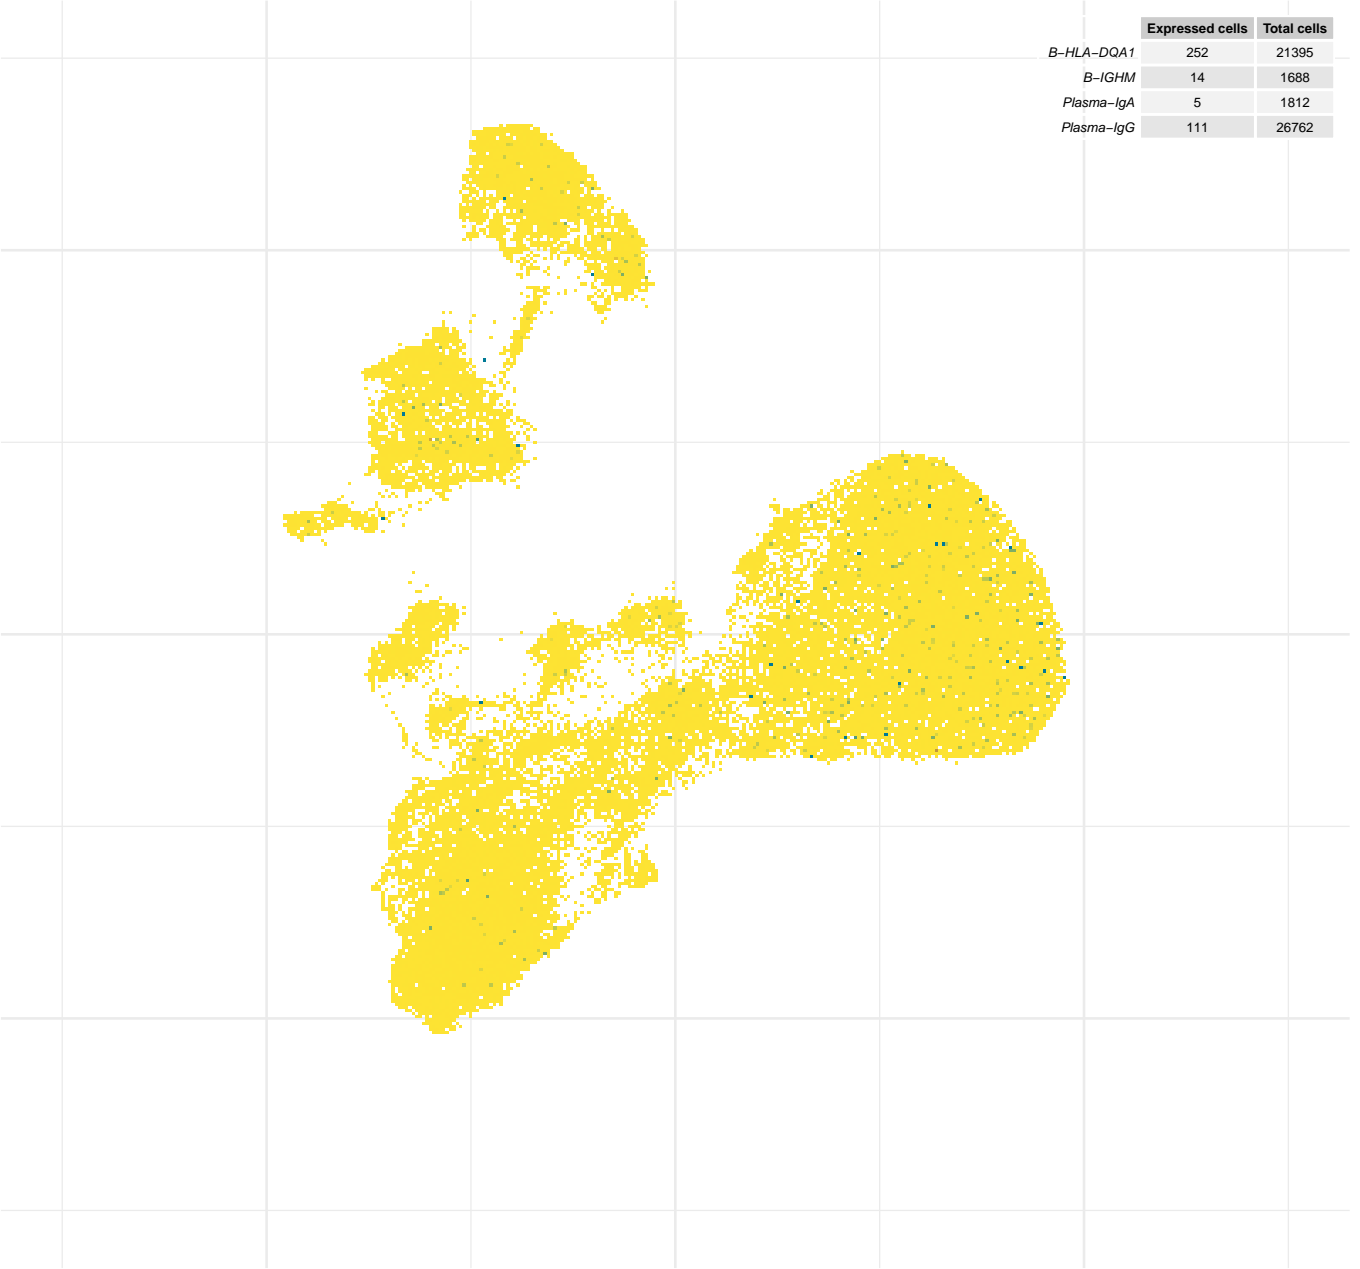 Expressed cells Total cells
B−HLA−DQA1 252 21395
B−IGHM 14 1688
Plasma−IgA 5 1812
Plasma−IgG 111 26762